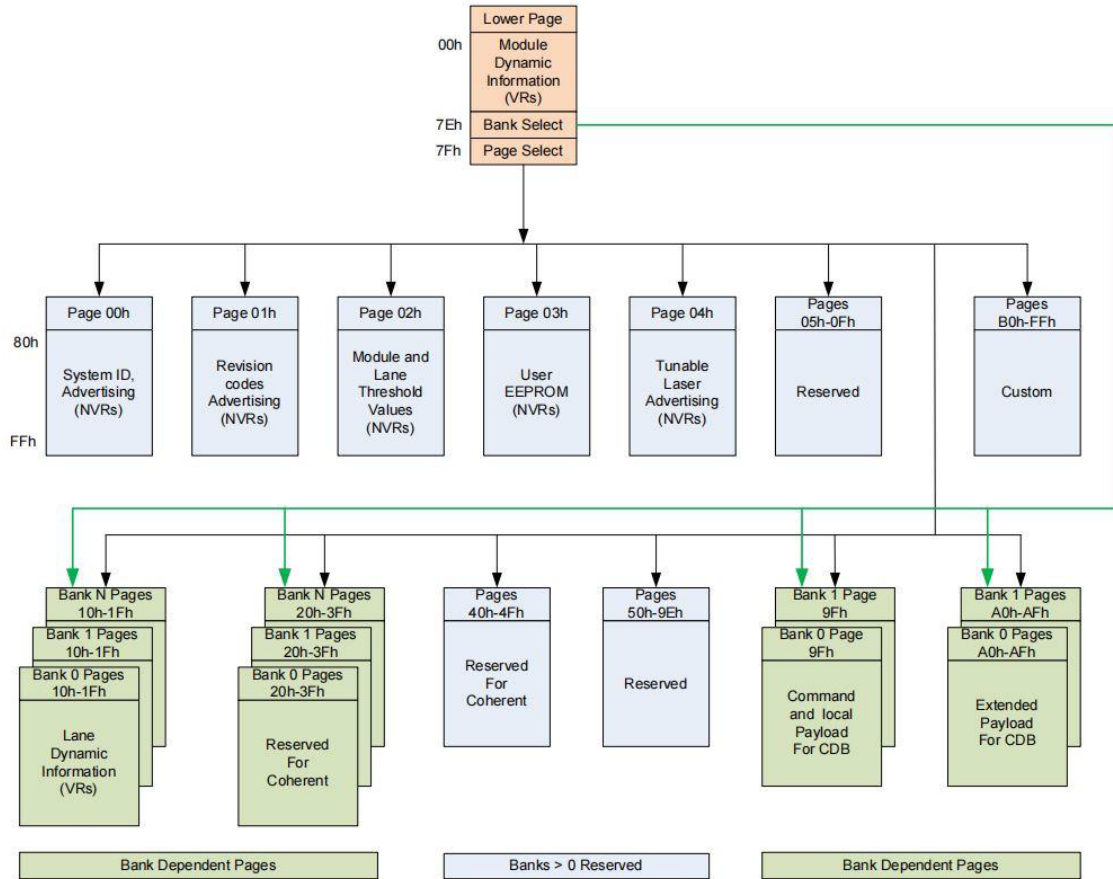 Lower Page
00h
Module
Dynamic
Information
(VRs)
7Eh
Bank Select
7Fh
Page Select
Page 00h
Page 01h
Page 02h
Page 03h
Page 04h
Pages
05h-0Fh
Pages
B0h-FFh
80h
System ID,
Advertising
(NVRs)
Revision
codes
Advertising
(NVRs)
Module and
Lane
Threshold
Values
(NVRs)
User
EEPROM
(NVRs)
Tunable
Laser
Advertising
(NVRs)
Reserved
Custom
FFh
Bank N Pages
10h-1Fh
Bank 1 Pages
10h-1Fh
Bank 0 Pages
10h-1Fh
Lane
Dynamic
Information
(VRs)
Bank N Pages
20h-3Fh
Bank 1 Pages
20h-3Fh
Bank 0 Pages
20h-3Fh
Reserved
For
Coherent
Pages
40h-4Fh
Reserved
For
Coherent
Pages
50h-9Eh
Reserved
Bank 1 Page
9Fh
Bank 0 Page
9Fh
Command
and local
Payload
For CDB
Bank 1 Pages
A0h-AFh
Bank 0 Pages
A0h-AFh
Extended
Payload
For CDB
Bank Dependent Pages
Banks > 0 Reserved
Bank Dependent Pages